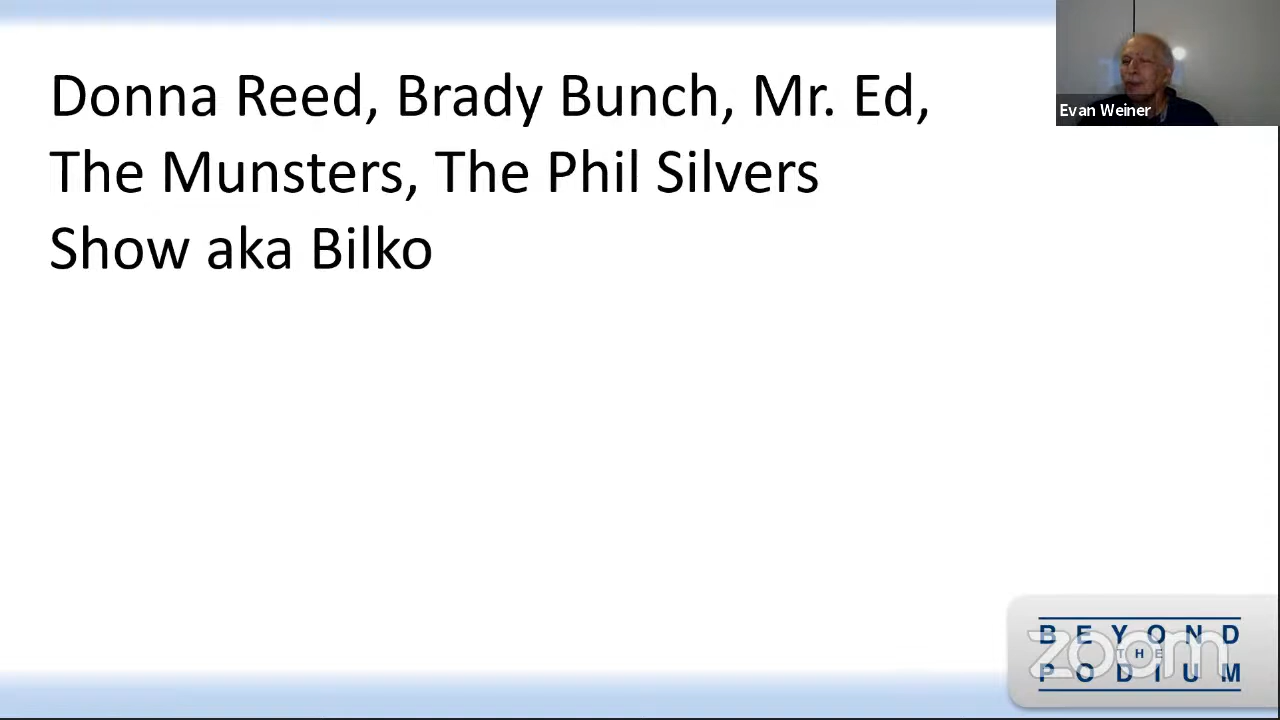 Donna Reed, Brady Bunch, Mr. Ed,
The Munsters, The Phil Silvers
Show aka Bilko
Evan Weiner
BEYOND
THE
PODIUM
zoom